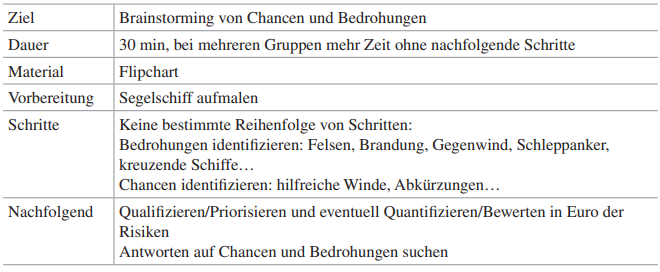 Ziel Brainstorming von Chancen und Bedrohungen
Dauer 30 min, bei mehreren Gruppen mehr Zeit ohne nachfolgende Schritte
Material Flipchart
Vorbereitung Segelschiff aufmalen
Schritte Keine bestimmte Reihenfolge von Schritten:
Bedrohungen identifizieren: Felsen, Brandung, Gegenwind, Schleppanker,
kreuzende Schiffe…
Chancen identifizieren: hilfreiche Winde, Abkürzungen…
Nachfolgend Qualifizieren/Priorisieren und eventuell Quantifizieren/Bewerten in Euro der
Risiken
Antworten auf Chancen und Bedrohungen suchen